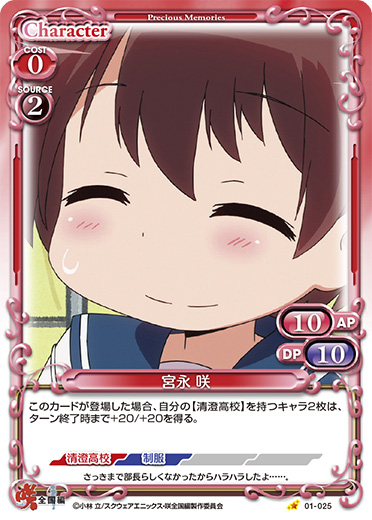 Precious Memories
Character
COST
0
SOURCE
2
10 AP
DP 10
宮永 咲
このカードが登場した場合、自分の【清澄高校】を持つキャラ2枚は、
ターン終了時まで+20/+20を得る。
清澄高校 制服
さっきまで部長らしくなかったからハラハラしたよ……。
咲 全国編
©小林 立/スクウェアエニックス・咲全国編製作委員会
01-025